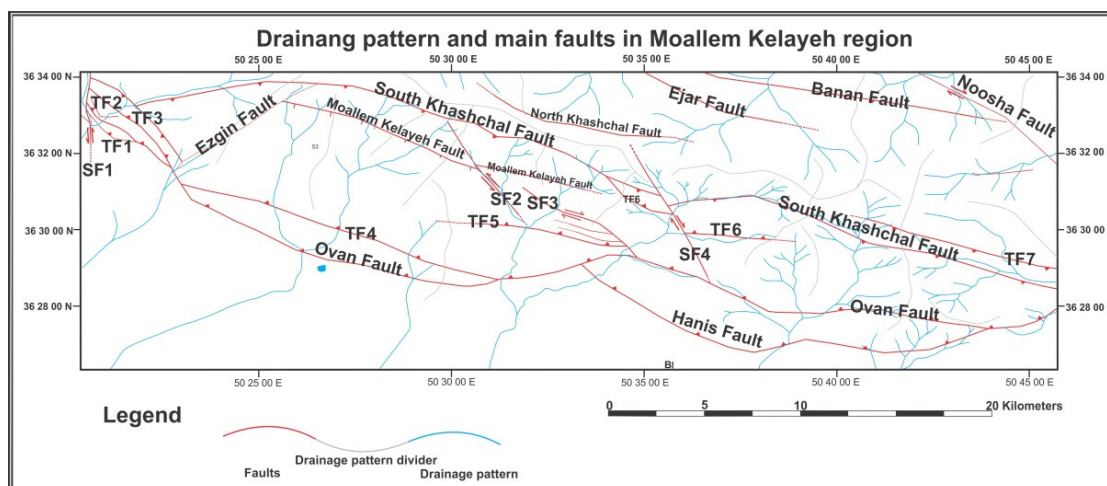 Drainang pattern and main faults in Moallem Kelayeh region
50 25 00
50 30 00
50 35 00
50 40 00
50 45 00
36 34 00 N
36 34 00 N
TF2
TF3
TF1
SF1
Ezgin Fault
South Khashchal Fault
Moallem Kelayeh Fault
North Khashchal Fault
Ejar Fault
Banan Fault
Noosha Fault
36 32 00 N
36 32 00 N
53
Moallem Kelayeh Fault
SF2
SF3
TF6
TF5
TF4
Ovan Fault
TF6
SF4
South Khashchal Fault
TF7
36 30 00 N
36 30 00 N
36 28 00 N
36 28 00 N
Hanis Fault
Ovan Fault
BI
50 25 00
50 30 00
50 35 00
50 40 00
50 45 00
Legend
0 5 10 20 Kilometers
Faults
Drainage pattern divider
Drainage pattern